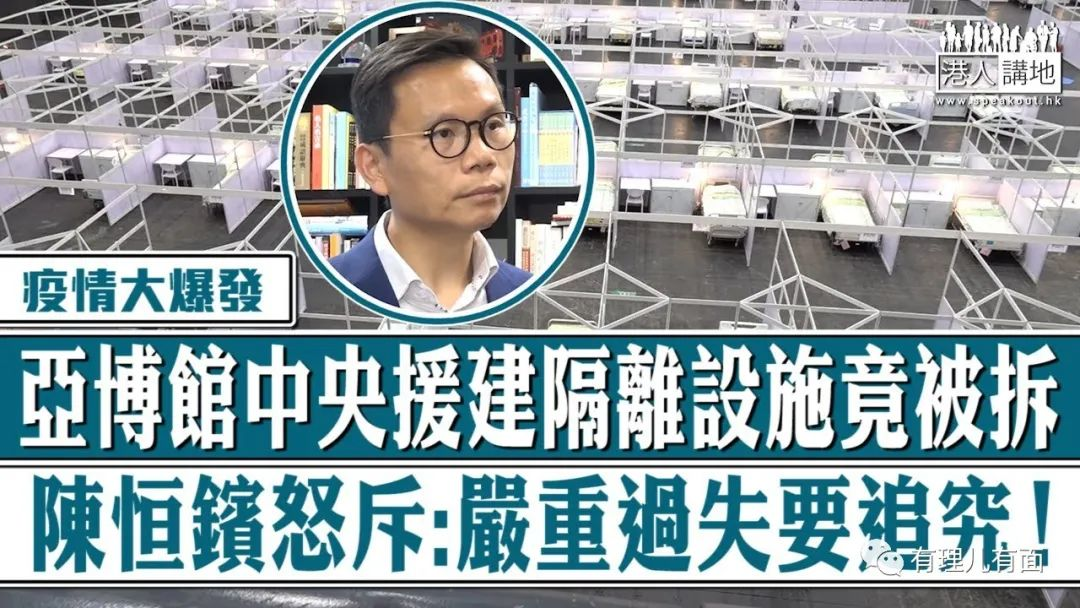 港人講地
www.speakout.hk
疫情大爆發
亞博館中央援建隔離設施竟被拆
陳恒鑌怒斥:嚴重過失要追究!
有理儿有面